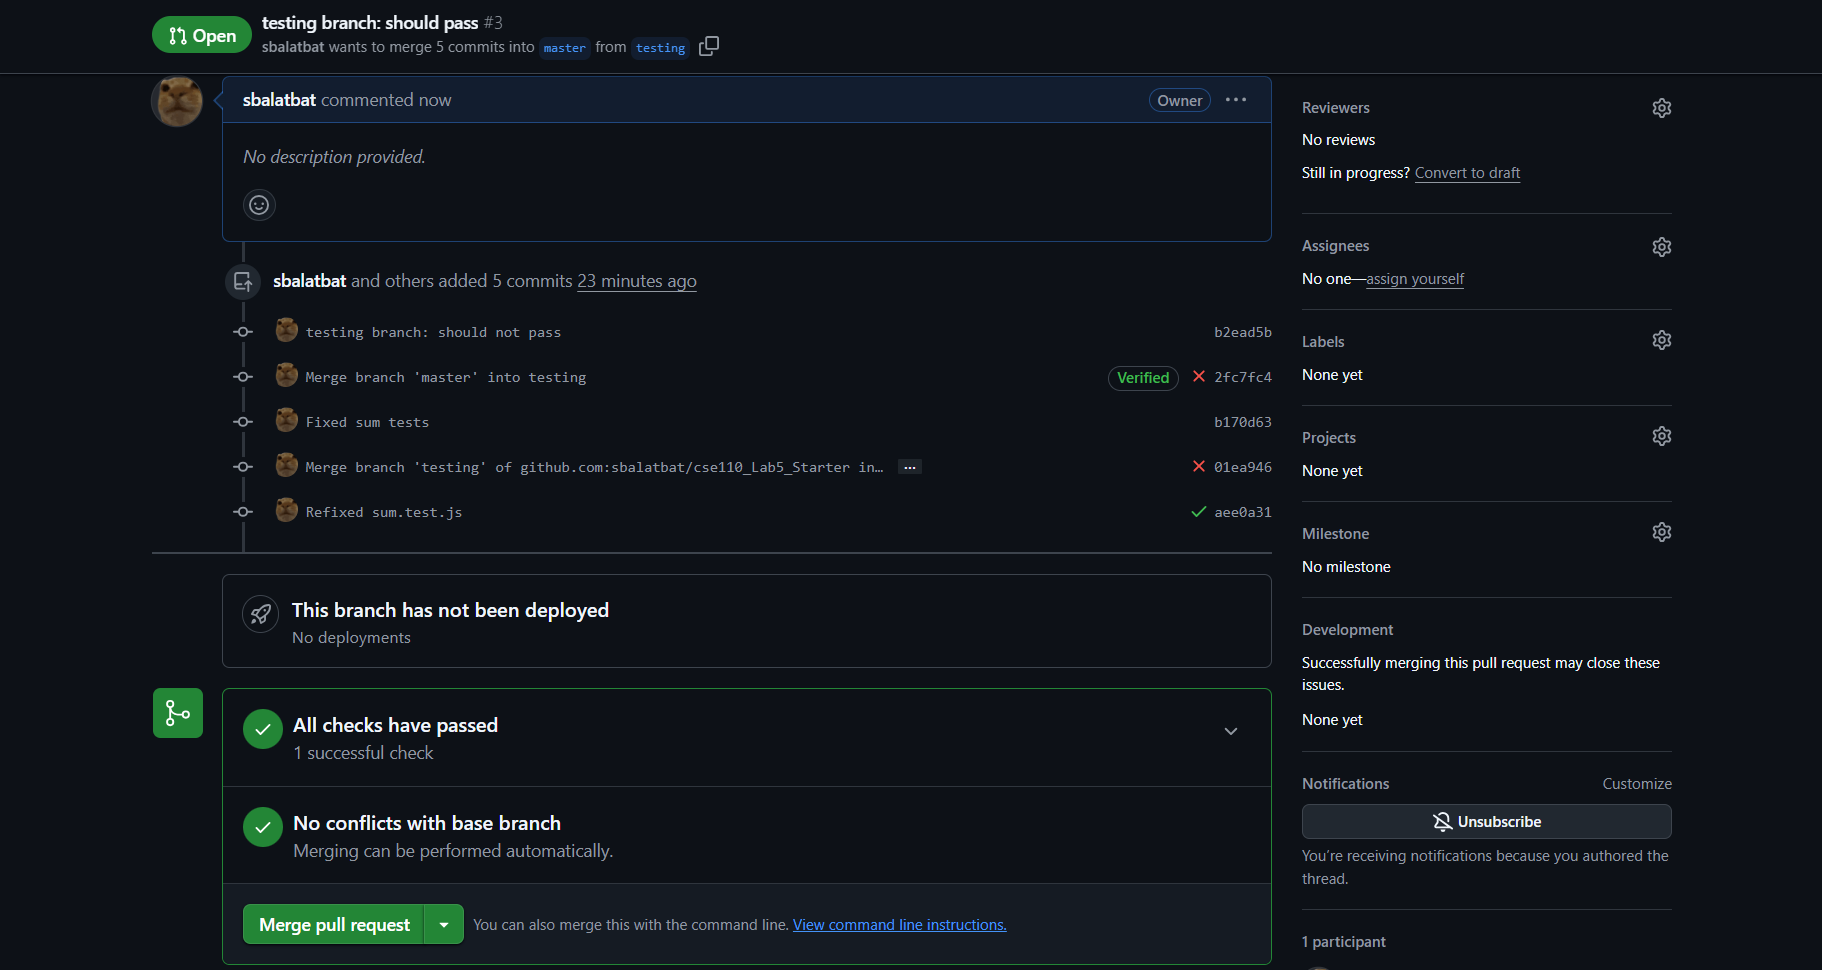 Open
testing branch: should pass #3
sbalatbat wants to merge 5 commits into master from testing
sbalatbat commented now
Owner
No description provided.
sbalatbat and others added 5 commits 23 minutes ago
testing branch: should not pass b2ead5b
Merge branch 'master' into testing Verified 2fc7fc4
Fixed sum tests b170d63
Merge branch 'testing' of github.com:sbalatbat/cse110_Lab5_Starter in… 01ea946
Refixed sum.test.js aee0a31
This branch has not been deployed
No deployments
All checks have passed
1 successful check
No conflicts with base branch
Merging can be performed automatically.
Merge pull request
You can also merge this with the command line. View command line instructions.
Reviewers
No reviews
Still in progress? Convert to draft
Assignees
No one—assign yourself
Labels
None yet
Projects
None yet
Milestone
No milestone
Development
Successfully merging this pull request may close these
issues.
None yet
Notifications
Customize
Unsubscribe
You're receiving notifications because you authored the
thread.
1 participant